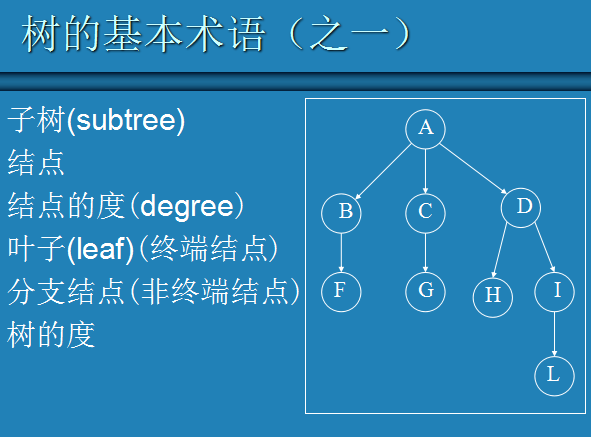 树的基本术语（之一）
子树(subtree)
结点
结点的度(degree)
叶子(leaf)(终端结点)
分支结点(非终端结点)
树的度
A
B
C
D
F
G
H
I
L